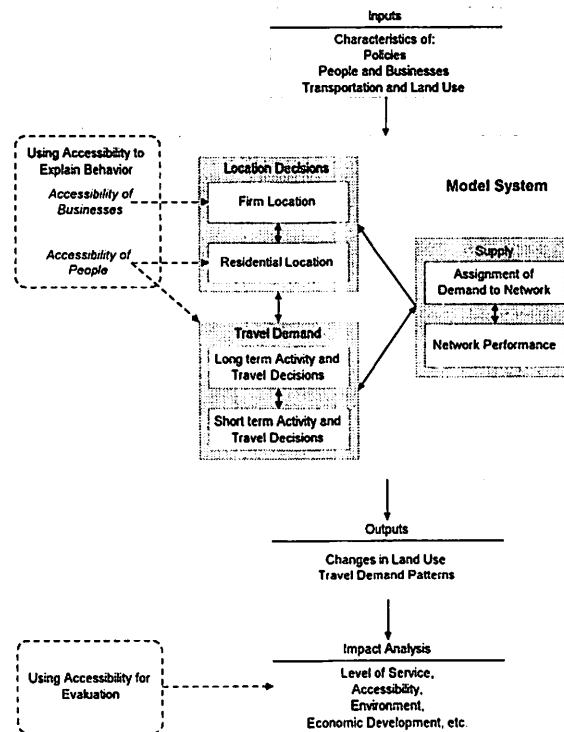 Inputs
Characteristics of:
Policies
People and Businesses
Transportation and Land Use
Using Accessibility to
Explain Behavior
Accessibility of
Businesses
Accessibility of
People
Location Decisions
Firm Location
Residential Location
Travel Demand
Long term Activity and
Travel Decisions
Short term Activity and
Travel Decisions
Model System
Supply
Assignment of
Demand to Network
Network Performance
Outputs
Changes in Land Use
Travel Demand Patterns
Impact Analysis
Level of Service,
Accessibility,
Environment,
Economic Development, etc.
Using Accessibility for
Evaluation